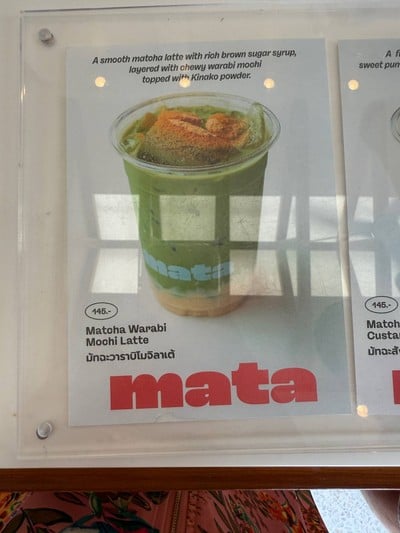 A smooth matcha latte with rich brown sugar syrup,
layered with chewy warabi mochi
topped with Kinako powder.
mata
145.-
Matcha Warabi
Mochi Latte
มัทฉะวาราบิโมจิลาเต้
mata
A
sweet
145.-